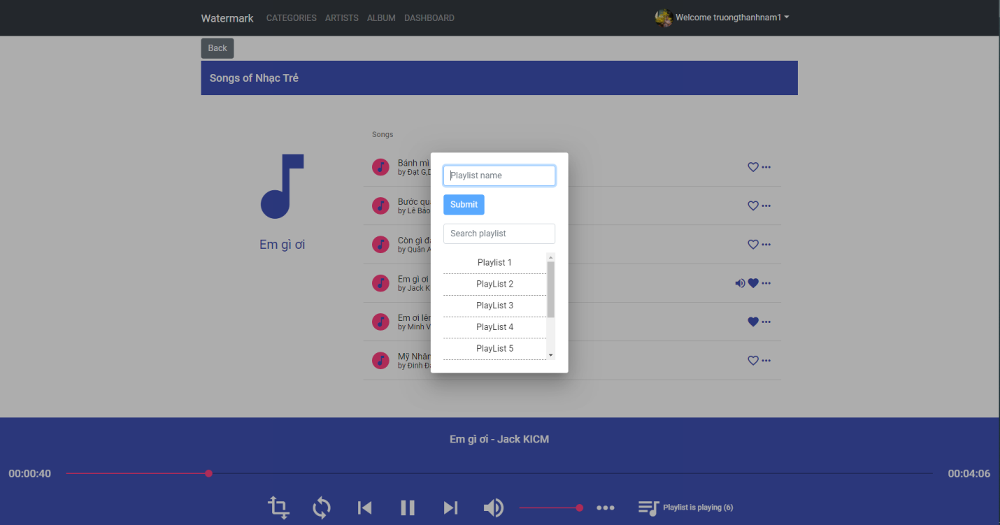 Watermark CATEGORIES ARTISTS ALBUM DASHBOARD Welcome truongthanhnam1
Back
Songs of Nhạc Trẻ
Songs
Bánh mì
by Đạt G,
Bước
by Lê Bảo
Còn gì
by Quân
Em gì ơi
by Jack
Em ơi
by Minh
Mỹ Nhân
by Đinh
Em gì ơi
Playlist name
Submit
Search playlist
Playlist 1
PlayList 2
PlayList 3
PlayList 4
PlayList 5
Em gì ơi - Jack KICM
00:00:40
00:04:06
Playlist is playing (6)